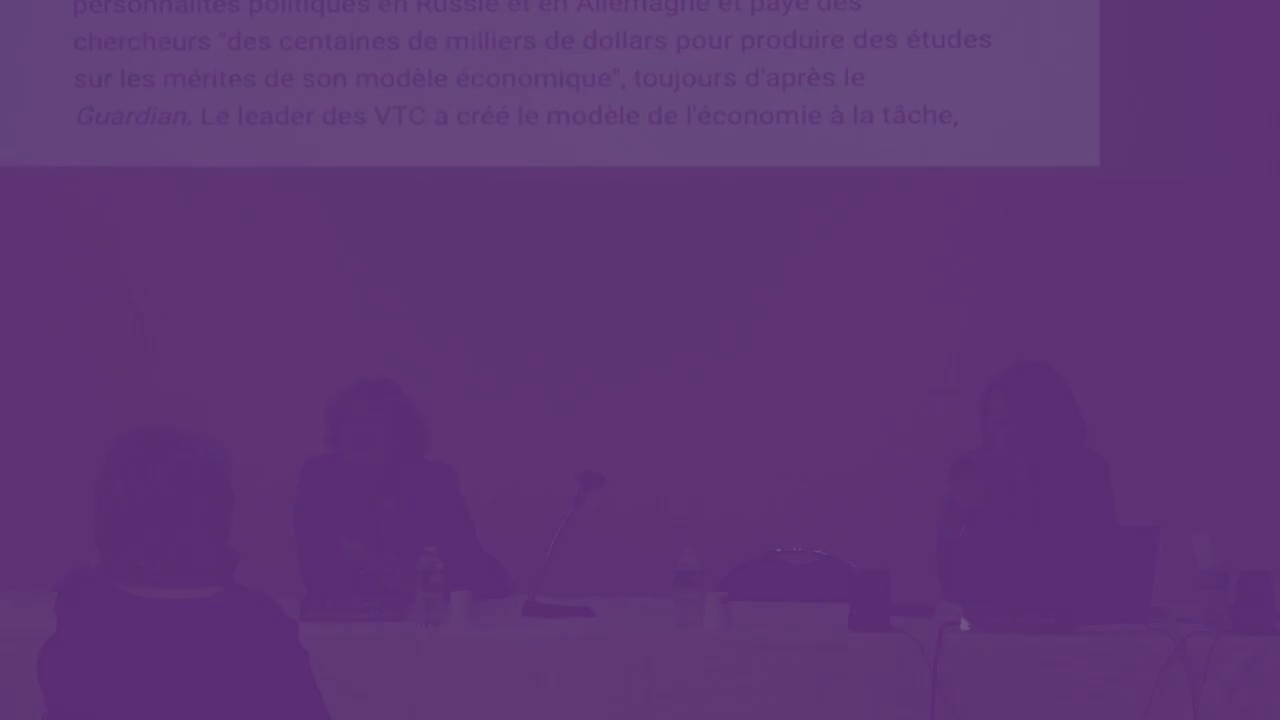 personnalités politiques en Russie et en Allemagne et payé des
chercheurs "des centaines de milliers de dollars pour produire des études
sur les mérites de son modèle économique", toujours d'après le
Guardian. Le leader des VTC a créé le modèle de l'économie à la tâche,